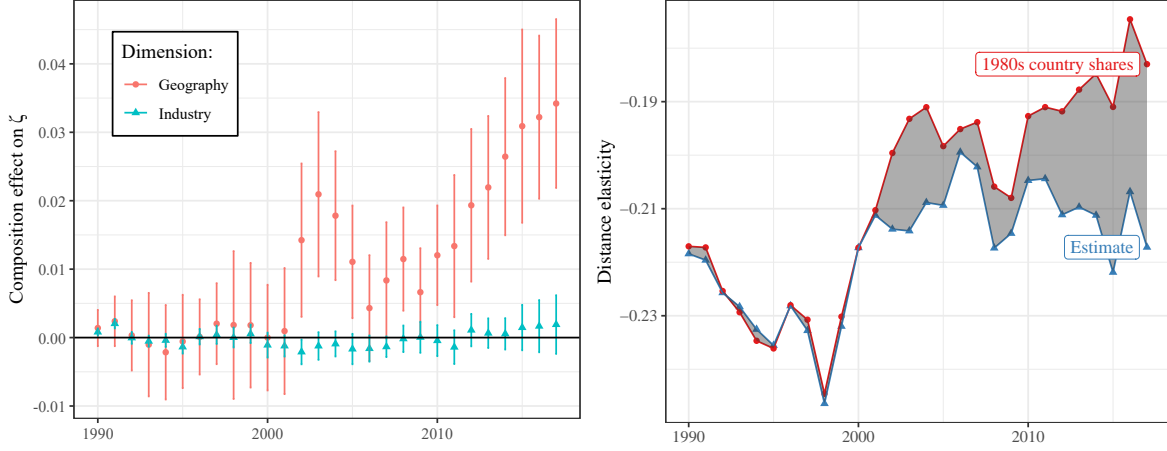 Composition effect on ζ
0.04
0.03
0.02
0.01
0.00
-0.01
1990
2000
2010
Dimension:
Geography
Industry
Distance elasticity
−0.19
−0.21
−0.23
1990
2000
2010
1980s country shares
Estimate